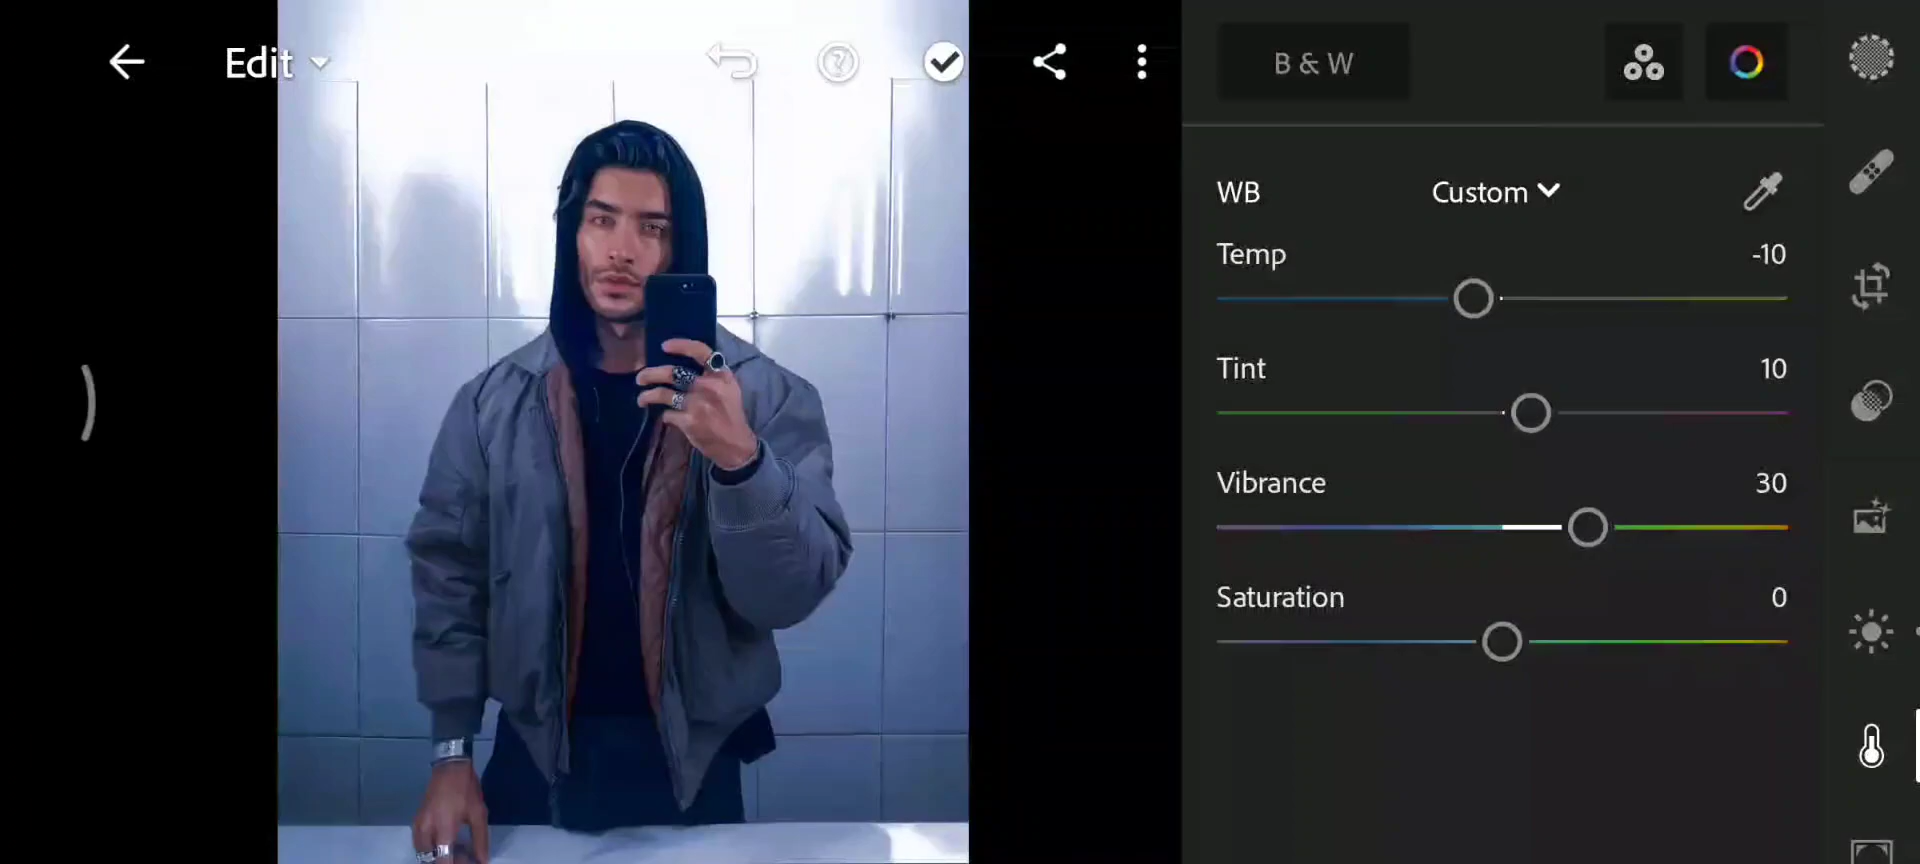 Edit
B & W
WB Custom
Temp -10
Tint 10
Vibrance 30
Saturation 0